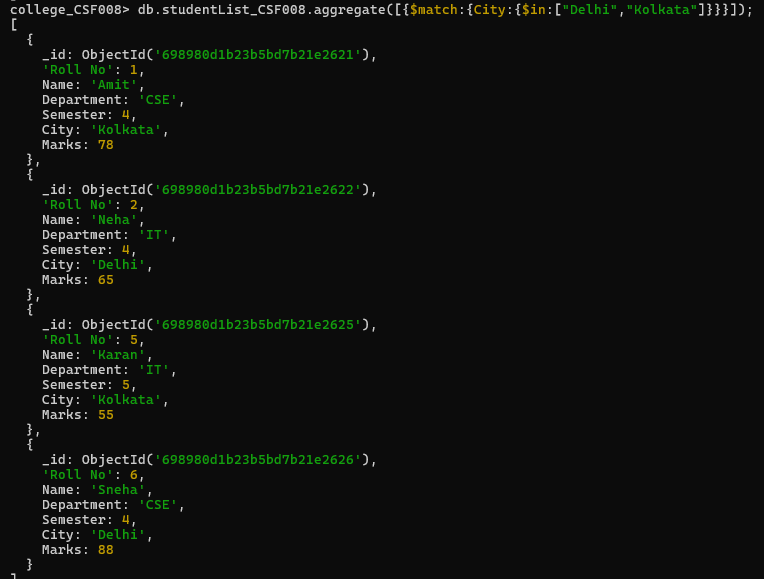 college_CSF008> db.studentList_CSF008.aggregate([{$match:{City:{$in:["Delhi","Kolkata"]}}}]);
[
  {
    _id: ObjectId('698980d1b23b5bd7b21e2621'),
    'Roll No': 1,
    Name: 'Amit',
    Department: 'CSE',
    Semester: 4,
    City: 'Kolkata',
    Marks: 78
  },
  {
    _id: ObjectId('698980d1b23b5bd7b21e2622'),
    'Roll No': 2,
    Name: 'Neha',
    Department: 'IT',
    Semester: 4,
    City: 'Delhi',
    Marks: 65
  },
  {
    _id: ObjectId('698980d1b23b5bd7b21e2625'),
    'Roll No': 5,
    Name: 'Karan',
    Department: 'IT',
    Semester: 5,
    City: 'Kolkata',
    Marks: 55
  },
  {
    _id: ObjectId('698980d1b23b5bd7b21e2626'),
    'Roll No': 6,
    Name: 'Sneha',
    Department: 'CSE',
    Semester: 4,
    City: 'Delhi',
    Marks: 88
  }
]